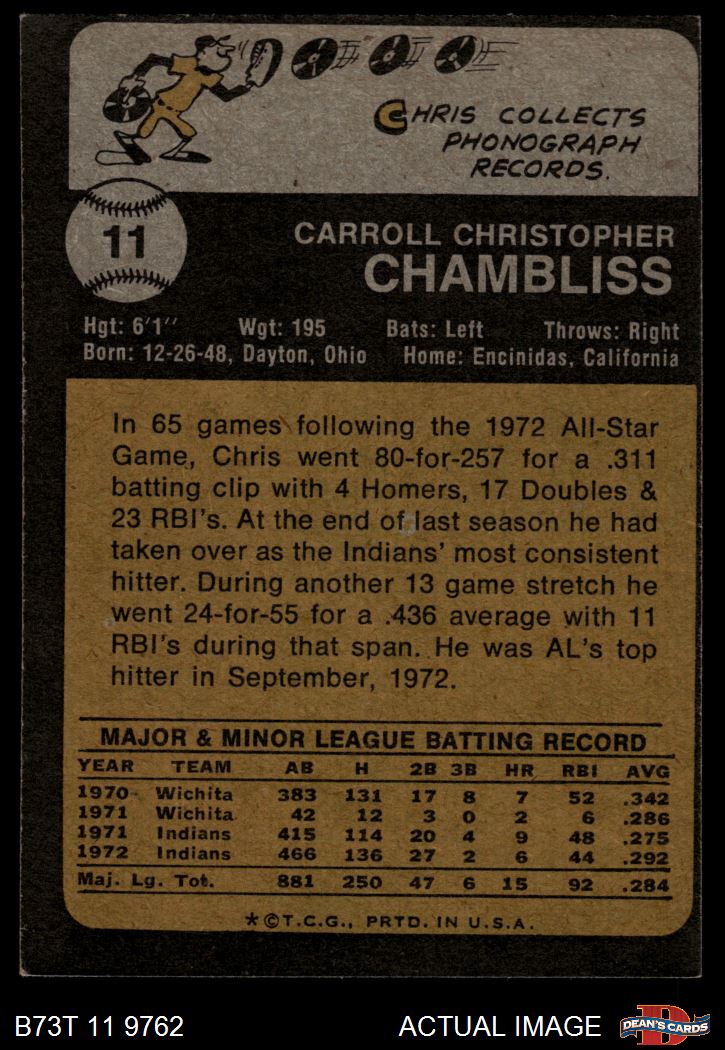 CHRIS COLLECTS
PHONOGRAPH
RECORDS.
11
CARROLL CHRISTOPHER
CHAMBLISS
Hgt: 6'1" Wgt: 195 Bats: Left Throws: Right
Born: 12-26-48, Dayton, Ohio Home: Encinidas, California
In 65 games following the 1972 All-Star
Game, Chris went 80-for-257 for a .311
batting clip with 4 Homers, 17 Doubles &
23 RBI's. At the end of last season he had
taken over as the Indians' most consistent
hitter. During another 13 game stretch he
went 24-for-55 for a .436 average with 11
RBI's during that span. He was AL's top
hitter in September, 1972.
MAJOR & MINOR LEAGUE BATTING RECORD
YEAR TEAM AB H 2B 3B HR RBI AVG
1970 Wichita 383 131 17 8 7 52 .342
1971 Wichita 42 12 3 0 2 6 .286
1971 Indians 415 114 20 4 9 48 .275
1972 Indians 466 136 27 2 6 44 .292
Maj. Lg. Tot. 881 250 47 6 15 92 .284
*©T.C.G., PRTD. IN U.S.A.
B73T 11 9762 ACTUAL IMAGE DEAN'S CARDS